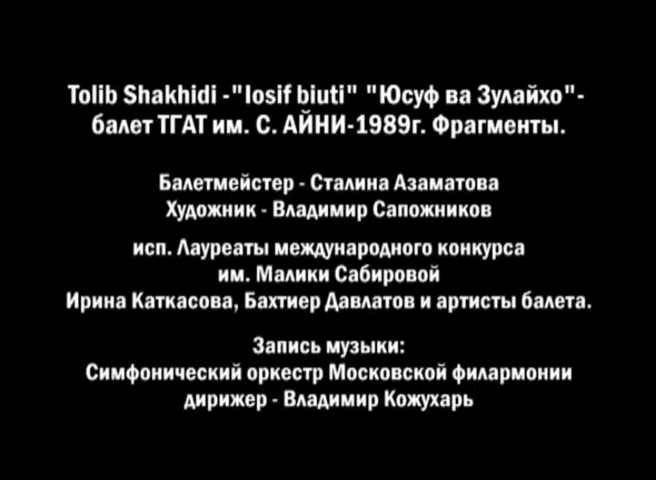 Tolib Shakhidi -"Iosif biuti" "Юсуф ва Зулайхо"-
балет ТГАТ им. С. АЙНИ-1989г. Фрагменты.
Балетмейстер - Сталина Азаматова
Художник - Владимир Сапожников
исп. Лауреаты международного конкурса
им. Малики Сабировой
Ирина Каткасова, Бахтиер Давлатов и артисты балета.
Запись музыки:
Симфонический оркестр Московской филармонии
дирижер - Владимир Кожухарь